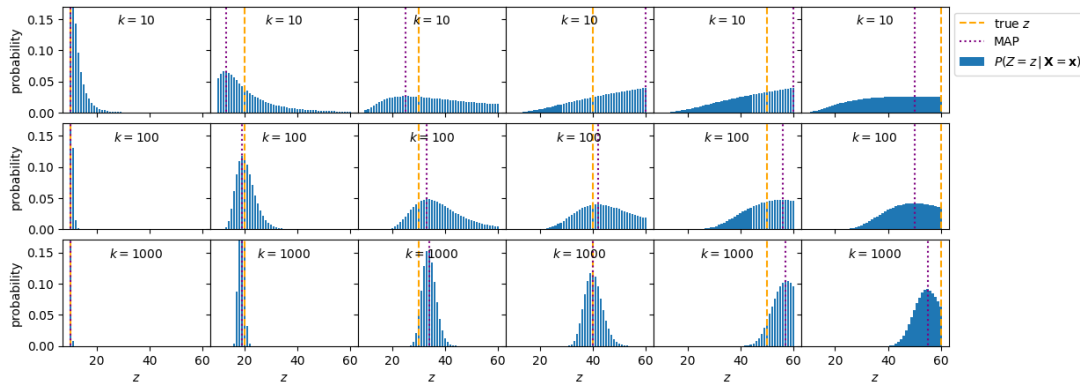 probability
0.15
0.10
0.05
0.00
k = 10
k = 10
k = 10
k = 10
k = 10
k = 10
true z
MAP
P(Z = z | X = x)
probability
0.15
0.10
0.05
0.00
k = 100
k = 100
k = 100
k = 100
k = 100
k = 100
probability
0.15
0.10
0.05
0.00
k = 1000
k = 1000
k = 1000
k = 1000
k = 1000
k = 1000
20 40 60 20 40 60 20 40 60 20 40 60 20 40 60 20 40 60
z z z z z z